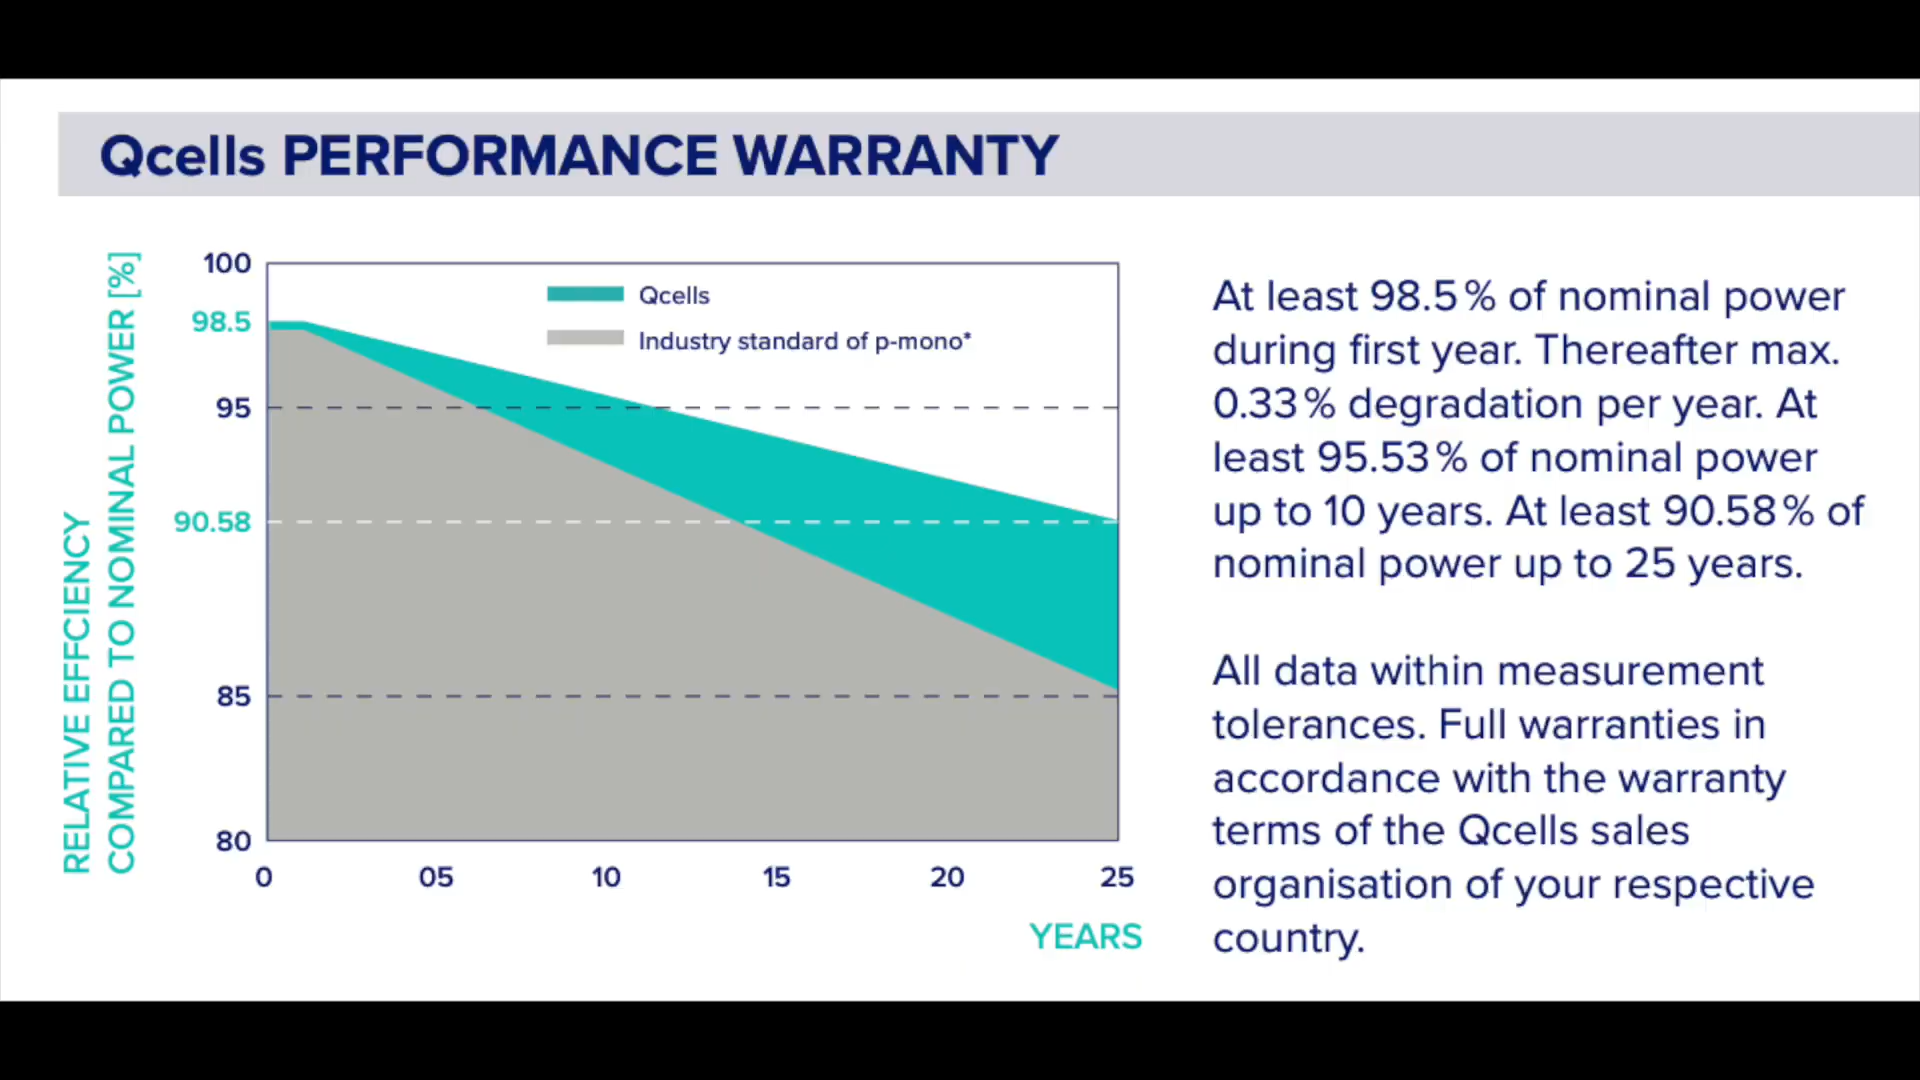 Qcells PERFORMANCE WARRANTY
RELATIVE EFFCIENCY
COMPARED TO NOMINAL POWER [%]
100
98.5
95
90.58
85
80
Qcells
Industry standard of p-mono*
0 05 10 15 20 25
YEARS
At least 98.5% of nominal power
during first year. Thereafter max.
0.33% degradation per year. At
least 95.53% of nominal power
up to 10 years. At least 90.58% of
nominal power up to 25 years.
All data within measurement
tolerances. Full warranties in
accordance with the warranty
terms of the Qcells sales
organisation of your respective
country.